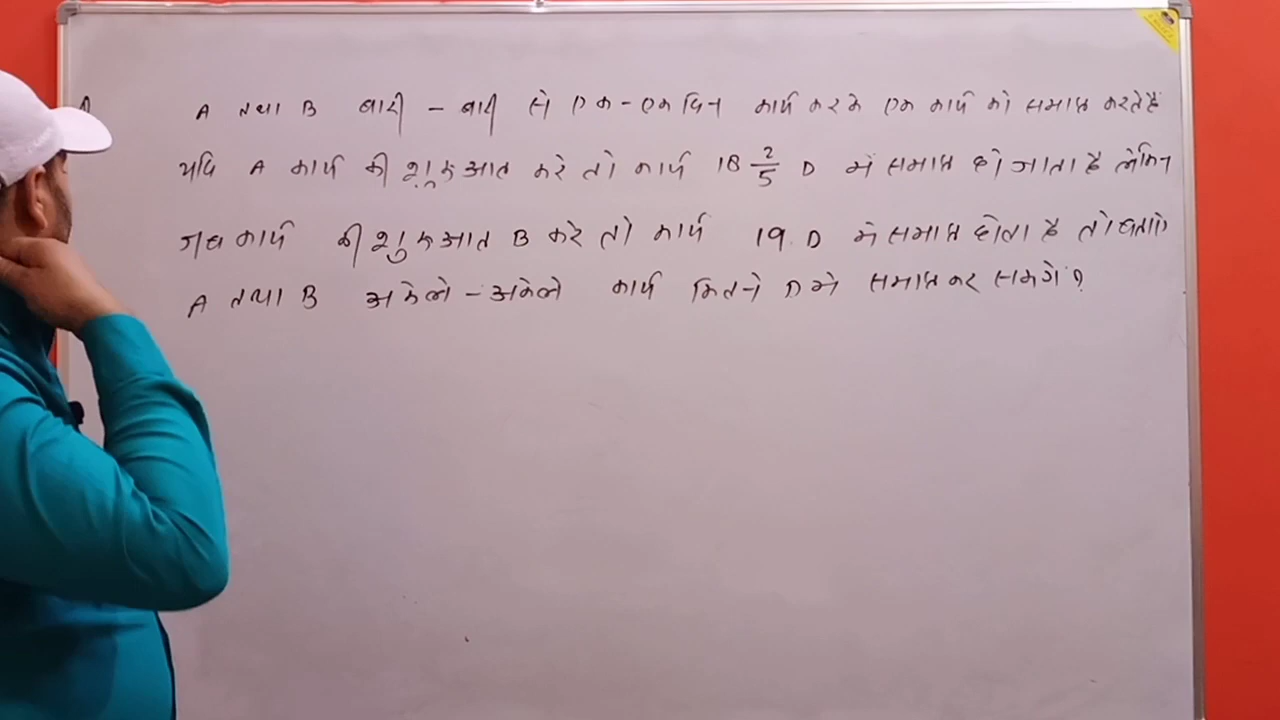 A तथा B बारी - बारी से एक - एक दिन कार्य करके एक कार्य को समाप्त करते है
यदि A कार्य की शुरूआत करे तो कार्य 18 2/5 D में समाप्त हो जाता है लेकिन
जब कार्य की शुरूआत B करे तो कार्य 19 D मे समाप्त होता है तो बताए
A तथा B अकेले - अकेले कार्य कितने D मे समाप्त कर सकगे ?